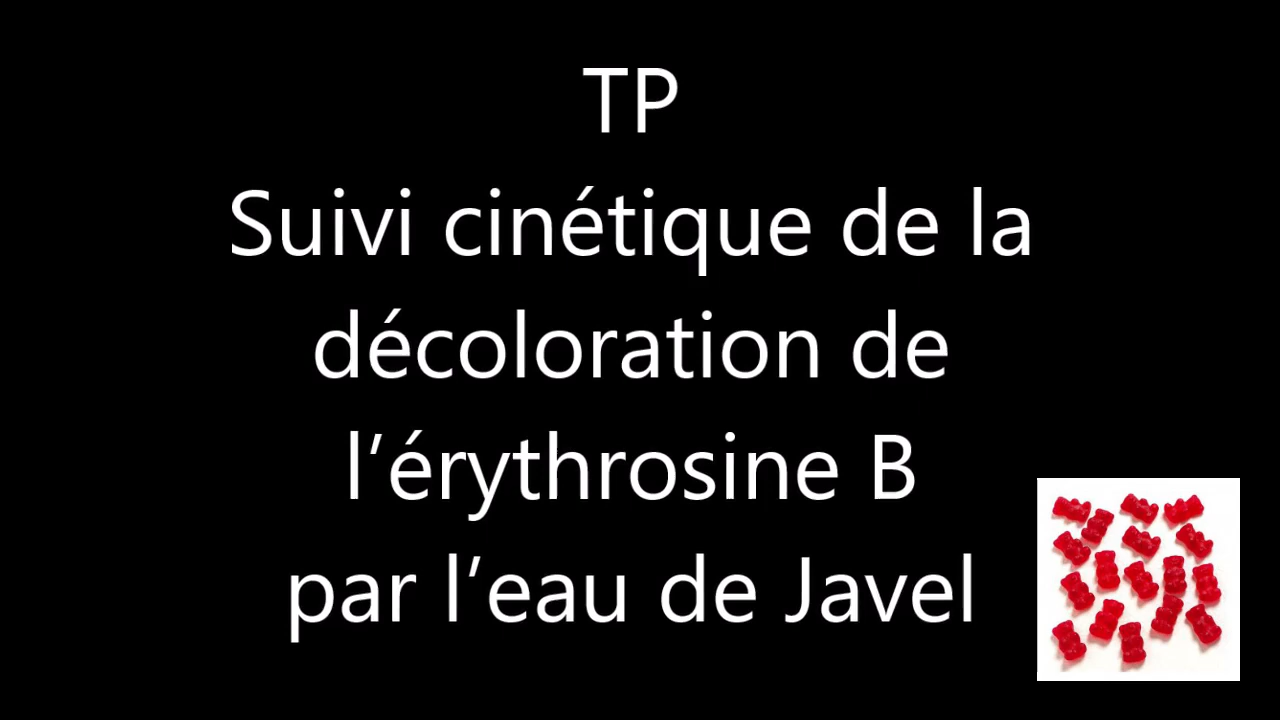 TP
Suivi cinétique de la
décoloration de
l’érythrosine B
par l’eau de Javel